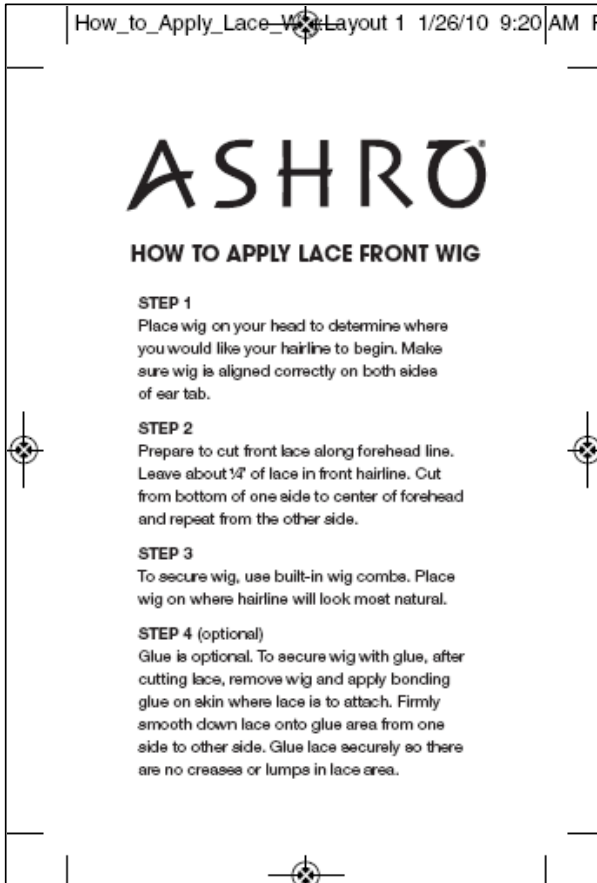 How_to_Apply_Lace_Layout 1 1/26/10 9:20 AM
ASHRO
HOW TO APPLY LACE FRONT WIG
STEP 1
Place wig on your head to determine where
you would like your hairline to begin. Make
sure wig is aligned correctly on both sides
of ear tab.
STEP 2
Prepare to cut front lace along forehead line.
Leave about ¼" of lace in front hairline. Cut
from bottom of one side to center of forehead
and repeat from the other side.
STEP 3
To secure wig, use built-in wig combs. Place
wig on where hairline will look most natural.
STEP 4 (optional)
Glue is optional. To secure wig with glue, after
cutting lace, remove wig and apply bonding
glue on skin where lace is to attach. Firmly
smooth down lace onto glue area from one
side to other side. Glue lace securely so there
are no creases or lumps in lace area.